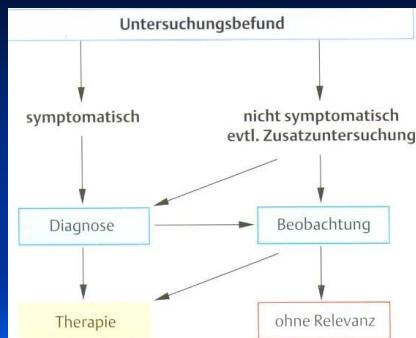 Untersuchungsbefund
symptomatisch
nicht symptomatisch
evtl. Zusatzuntersuchung
Diagnose
Beobachtung
Therapie
ohne Relevanz